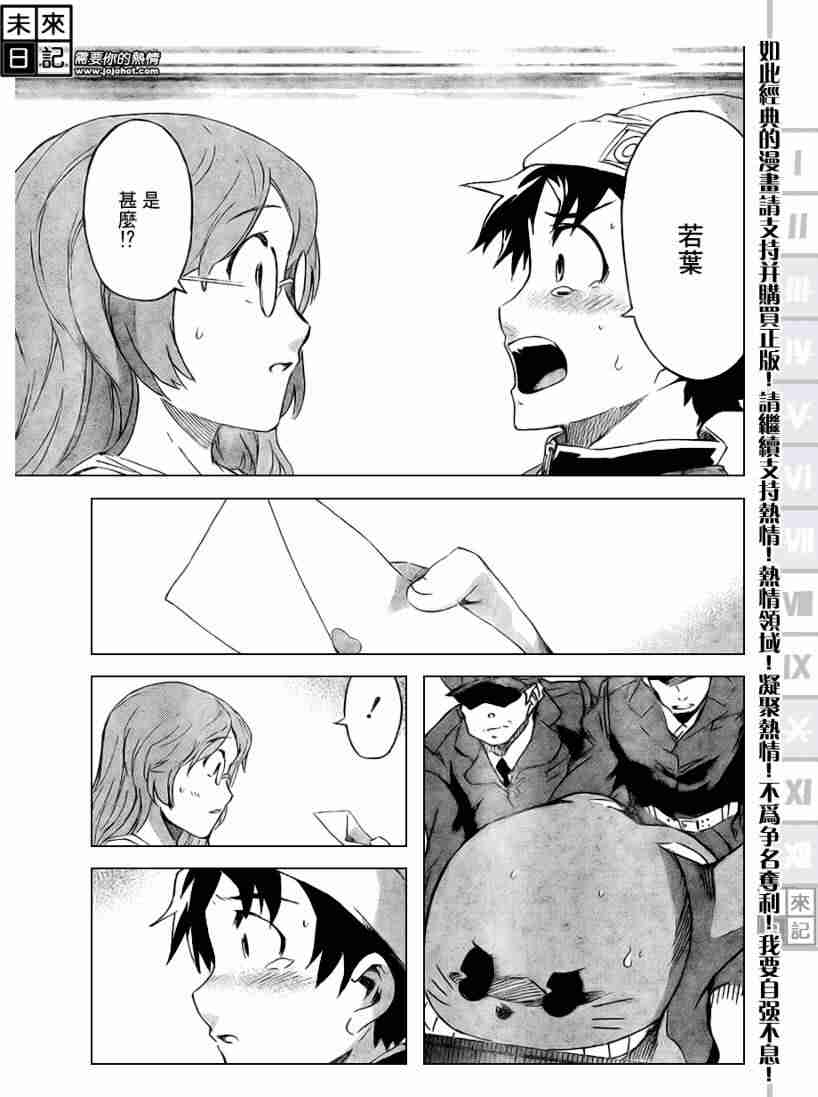 未來
日記
需要你的熱情
www.jojohot.com
若葉
是
甚麼!?
!
如此經典的漫畫請支持并購買正版！請繼續支持熱情！熱情領域！凝聚熱情！不爲争名奪利！我要自强不息！
I
II
III
IV
V
VI
VII
VIII
IX
X
XI
來
記